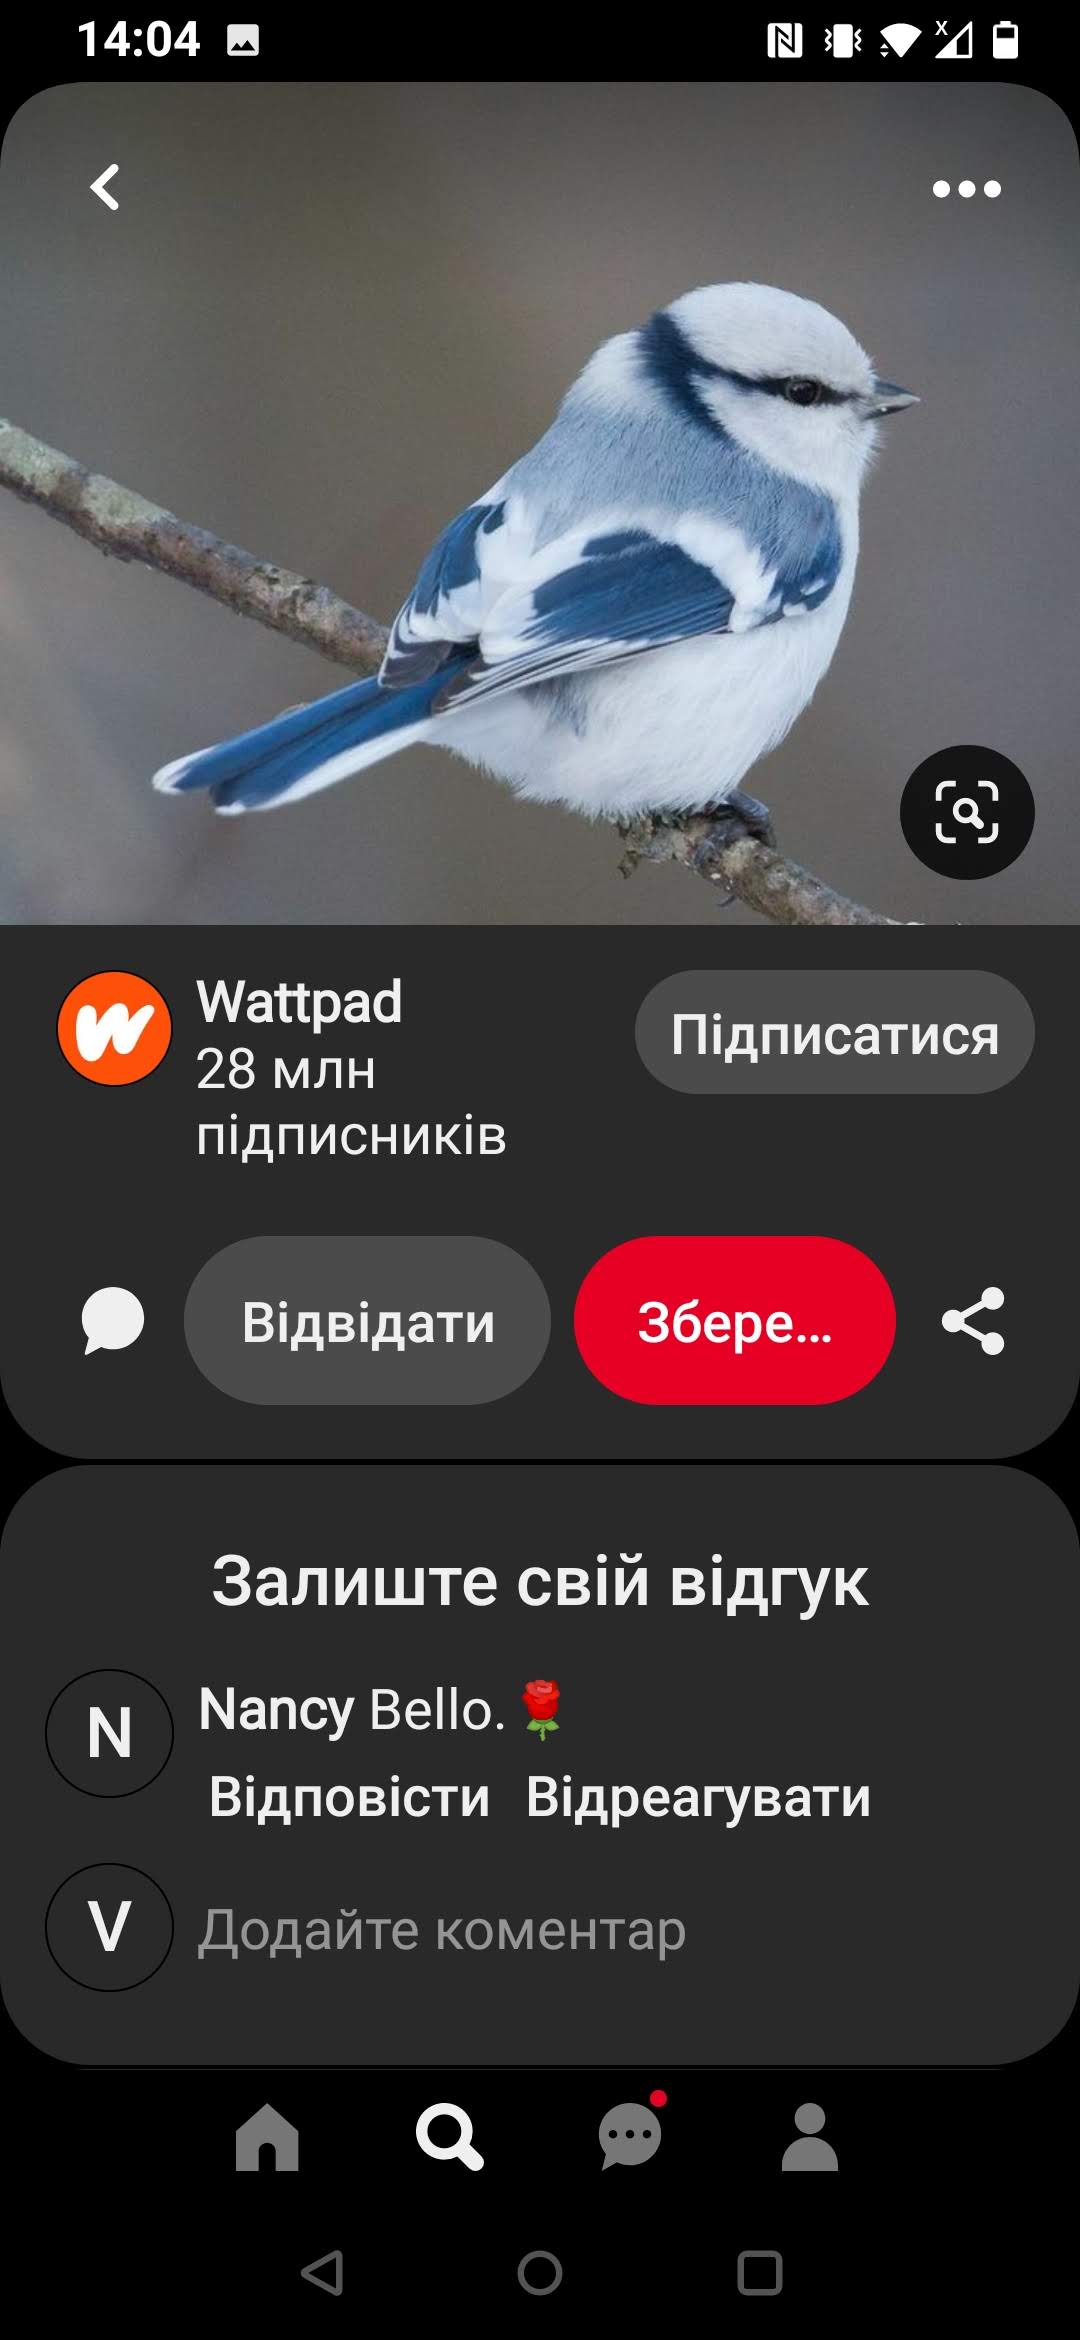 14:04
Wattpad
28 млн
підписників
Підписатися
Відвідати
Збере...
Залиште свій відгук
N
Nancy Bello.🌹
Відповісти Відреагувати
V
Додайте коментар